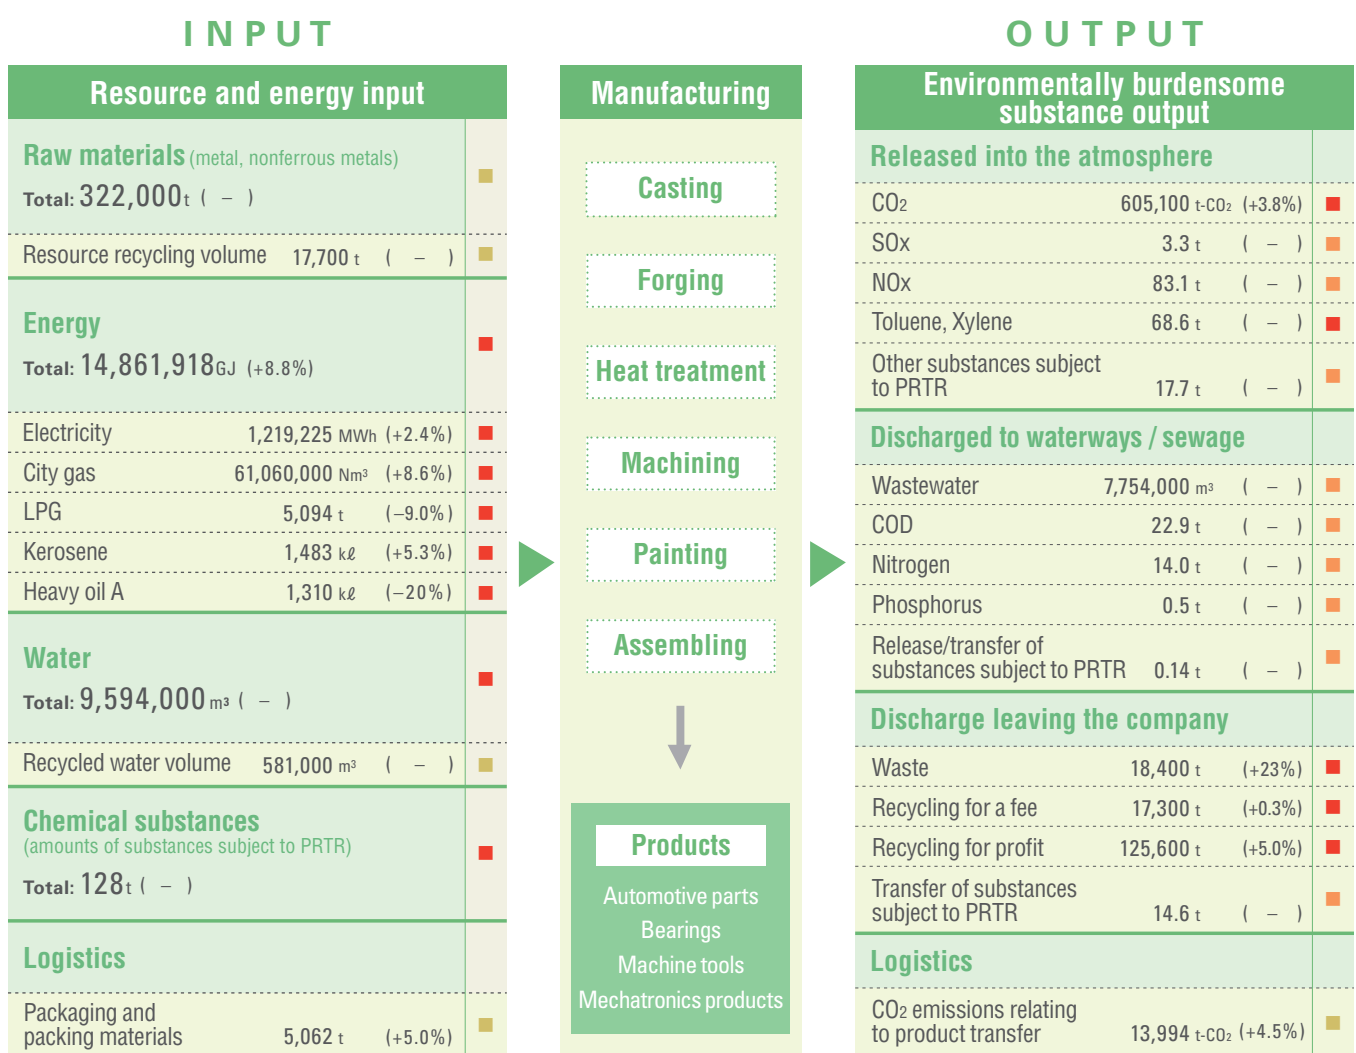 INPUT
Resource and energy input
Raw materials (metal, nonferrous metals)
Total: 322,000t ( – )
Resource recycling volume 17,700 t ( – )
Energy
Total: 14,861,918GJ (+8.8%)
Electricity 1,219,225 MWh (+2.4%)
City gas 61,060,000 Nm³ (+8.6%)
LPG 5,094 t (–9.0%)
Kerosene 1,483 kℓ (+5.3%)
Heavy oil A 1,310 kℓ (–20%)
Water
Total: 9,594,000 m³ ( – )
Recycled water volume 581,000 m³ ( – )
Chemical substances
(amounts of substances subject to PRTR)
Total: 128t ( – )
Logistics
Packaging and
packing materials 5,062 t (+5.0%)
Manufacturing
Casting
Forging
Heat treatment
Machining
Painting
Assembling
Products
Automotive parts
Bearings
Machine tools
Mechatronics products
OUTPUT
Environmentally burdensome
substance output
Released into the atmosphere
CO₂ 605,100 t-CO₂ (+3.8%)
SOx 3.3 t ( – )
NOx 83.1 t ( – )
Toluene, Xylene 68.6 t ( – )
Other substances subject
to PRTR 17.7 t ( – )
Discharged to waterways / sewage
Wastewater 7,754,000 m³ ( – )
COD 22.9 t ( – )
Nitrogen 14.0 t ( – )
Phosphorus 0.5 t ( – )
Release/transfer of
substances subject to PRTR 0.14 t ( – )
Discharge leaving the company
Waste 18,400 t (+23%)
Recycling for a fee 17,300 t (+0.3%)
Recycling for profit 125,600 t (+5.0%)
Transfer of substances
subject to PRTR 14.6 t ( – )
Logistics
CO₂ emissions relating
to product transfer 13,994 t-CO₂ (+4.5%)